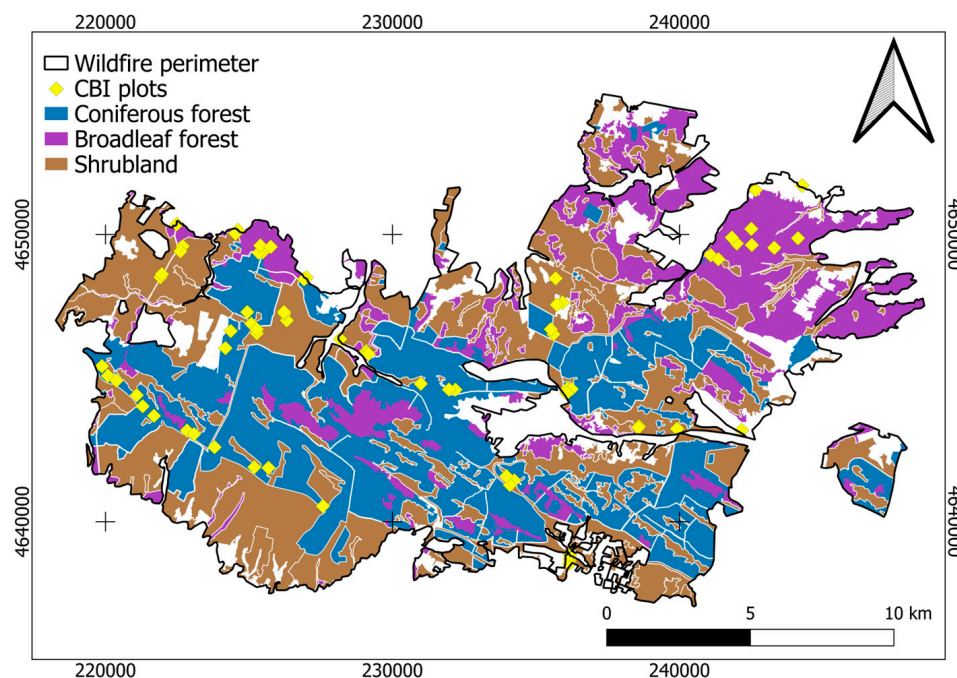 220000 230000 240000
Wildfire perimeter
CBI plots
Coniferous forest
Broadleaf forest
Shrubland
4650000
4650000
4640000
4640000
0 5 10 km
220000 230000 240000